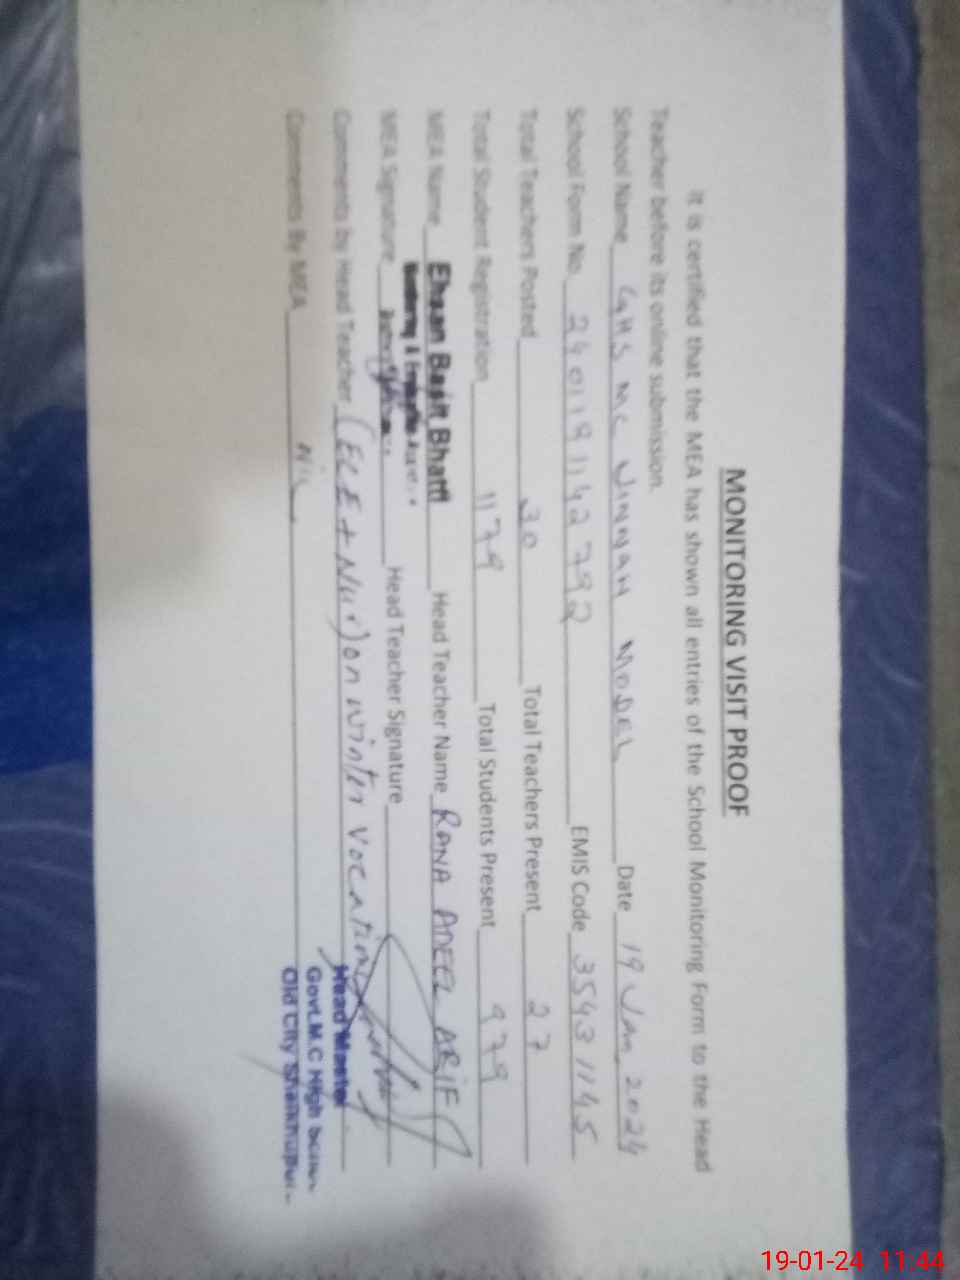 MONITORING VISIT PROOF
It is certified that the MEA has shown all entries of the School Monitoring Form to the Head
Teacher before its online submission.
School Name GHS MC JINNAH MODEL Date 19 Jan 2024
School Form No. 2401191142792 EMIS Code 35431145
Total Teachers Posted 30 Total Teachers Present 27
Total Student Registration 1179 Total Students Present 979
MEA Name Ehsan Basit Bhatti Head Teacher Name RANA ADEEL ARIF
Monitoring &
MEA Signature Head Teacher Signature
Comments by Head Teacher (ECE + Nur) on winter vocation
Head Master
Comments By MEA Nil
Govt.M.C High
Old City
19-01-24 11:44